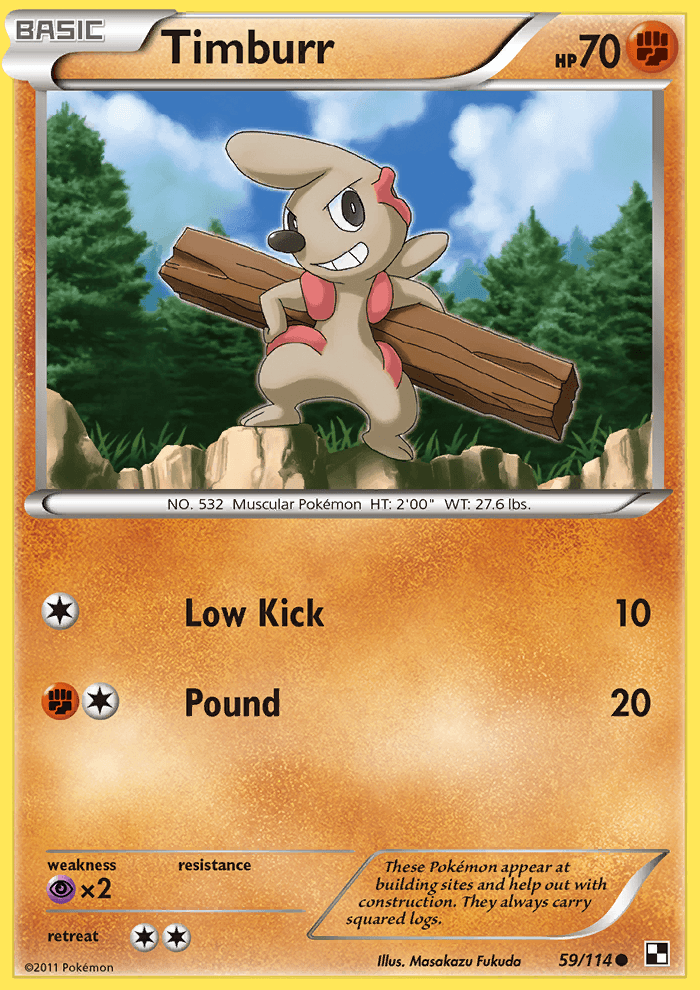 BASIC
Timburr
HP 70
NO. 532 Muscular Pokémon HT: 2'00" WT: 27.6 lbs.
Low Kick 10
Pound 20
weakness resistance
×2
These Pokémon appear at
building sites and help out with
construction. They always carry
squared logs.
retreat
©2011 Pokémon
Illus. Masakazu Fukuda
59/114